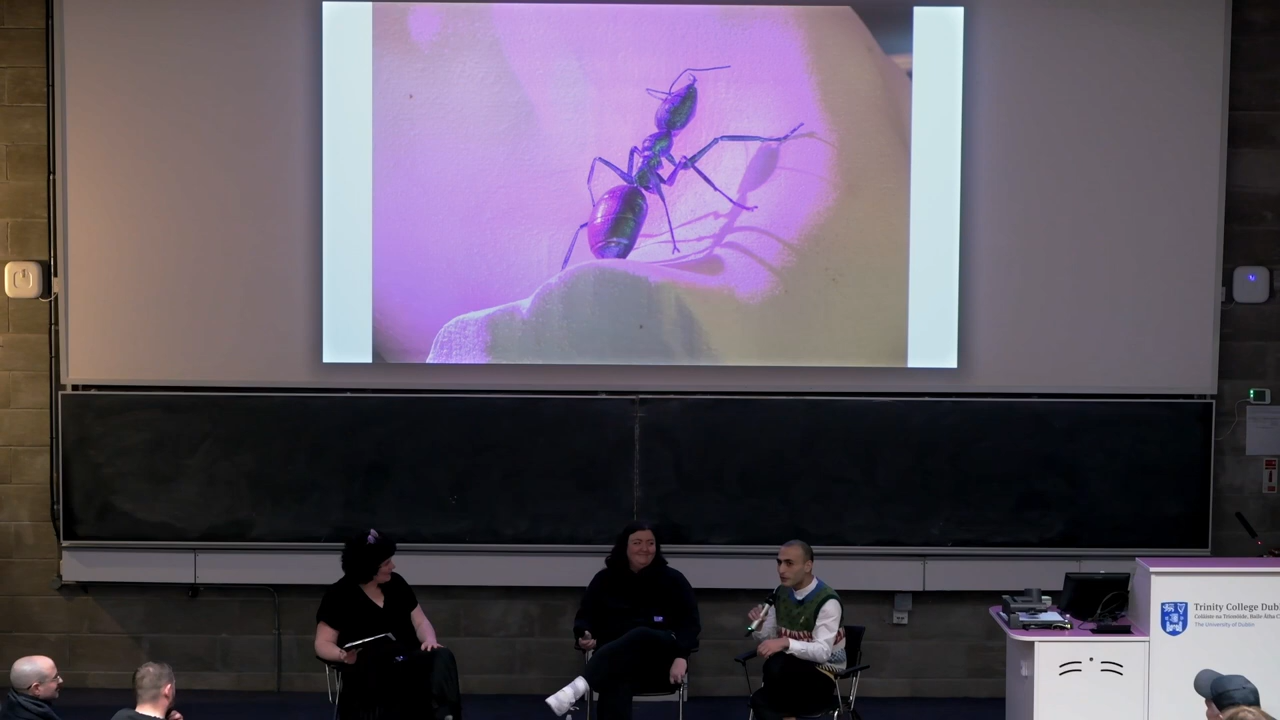 Trinity College Dubl
Coláiste na Tríonóide, Baile Átha C
The University of Dublin